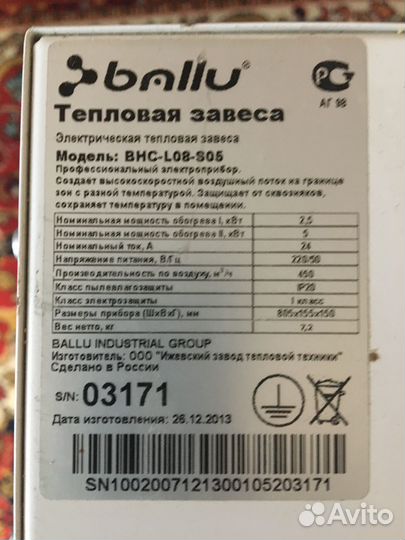 ballu®
РСТ
АГ 98
Тепловая завеса
Электрическая тепловая завеса
Модель: BHC-L08-S05
Профессиональный электроприбор.
Создает высокоскоростной воздушный поток на границе
зон с разной температурой. Защищает от сквозняков,
сохраняет температуру в помещении.
Номинальная мощность обогрева I, кВт 2,5
Номинальная мощность обогрева II, кВт 5
Номинальный ток, А 24
Напряжение питания, В/Гц 220/50
Производительность по воздуху, м³/ч 450
Класс пылевлагозащиты IP20
Класс электрозащиты I класс
Размеры прибора (ШхВхГ), мм 805х155х150
Вес нетто, кг 7,2
BALLU INDUSTRIAL GROUP
Изготовитель: ООО "Ижевский завод тепловой техники"
Сделано в России
S/N: 03171
Дата изготовления: 26.12.2013
SN1002007121300105203171
Avito